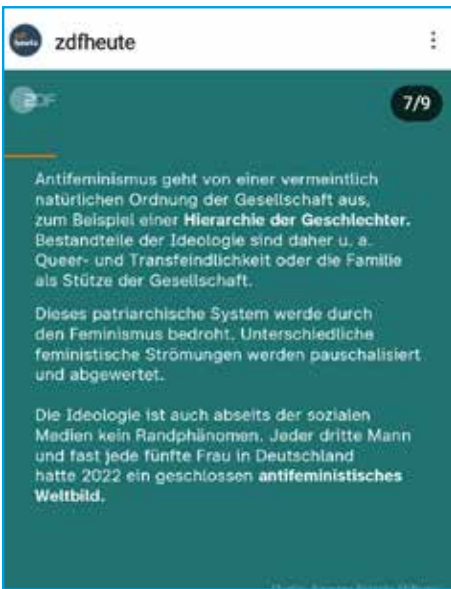 zdfheute
ZDF
7/9
Antifeminismus geht von einer vermeintlich
natürlichen Ordnung der Gesellschaft aus,
zum Beispiel einer Hierarchie der Geschlechter.
Bestandteile der Ideologie sind daher u. a.
Queer- und Transfeindlichkeit oder die Familie
als Stütze der Gesellschaft.
Dieses patriarchische System werde durch
den Feminismus bedroht. Unterschiedliche
feministische Strömungen werden pauschalisiert
und abgewertet.
Die Ideologie ist auch abseits der sozialen
Medien kein Randphänomen. Jeder dritte Mann
und fast jede fünfte Frau in Deutschland
hatte 2022 ein geschlossen antifeministisches
Weltbild.